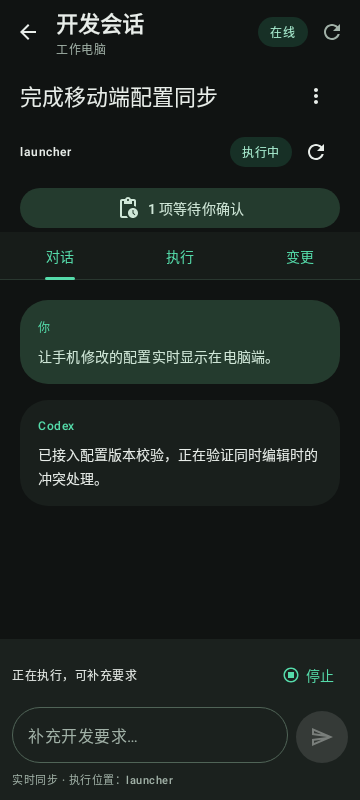 开发会话
工作电脑
在线
完成移动端配置同步
launcher
执行中
1 项等待你确认
对话
执行
变更
你
让手机修改的配置实时显示在电脑端。
Codex
已接入配置版本校验，正在验证同时编辑时的
冲突处理。
正在执行，可补充要求
停止
补充开发要求…
实时同步 · 执行位置：launcher